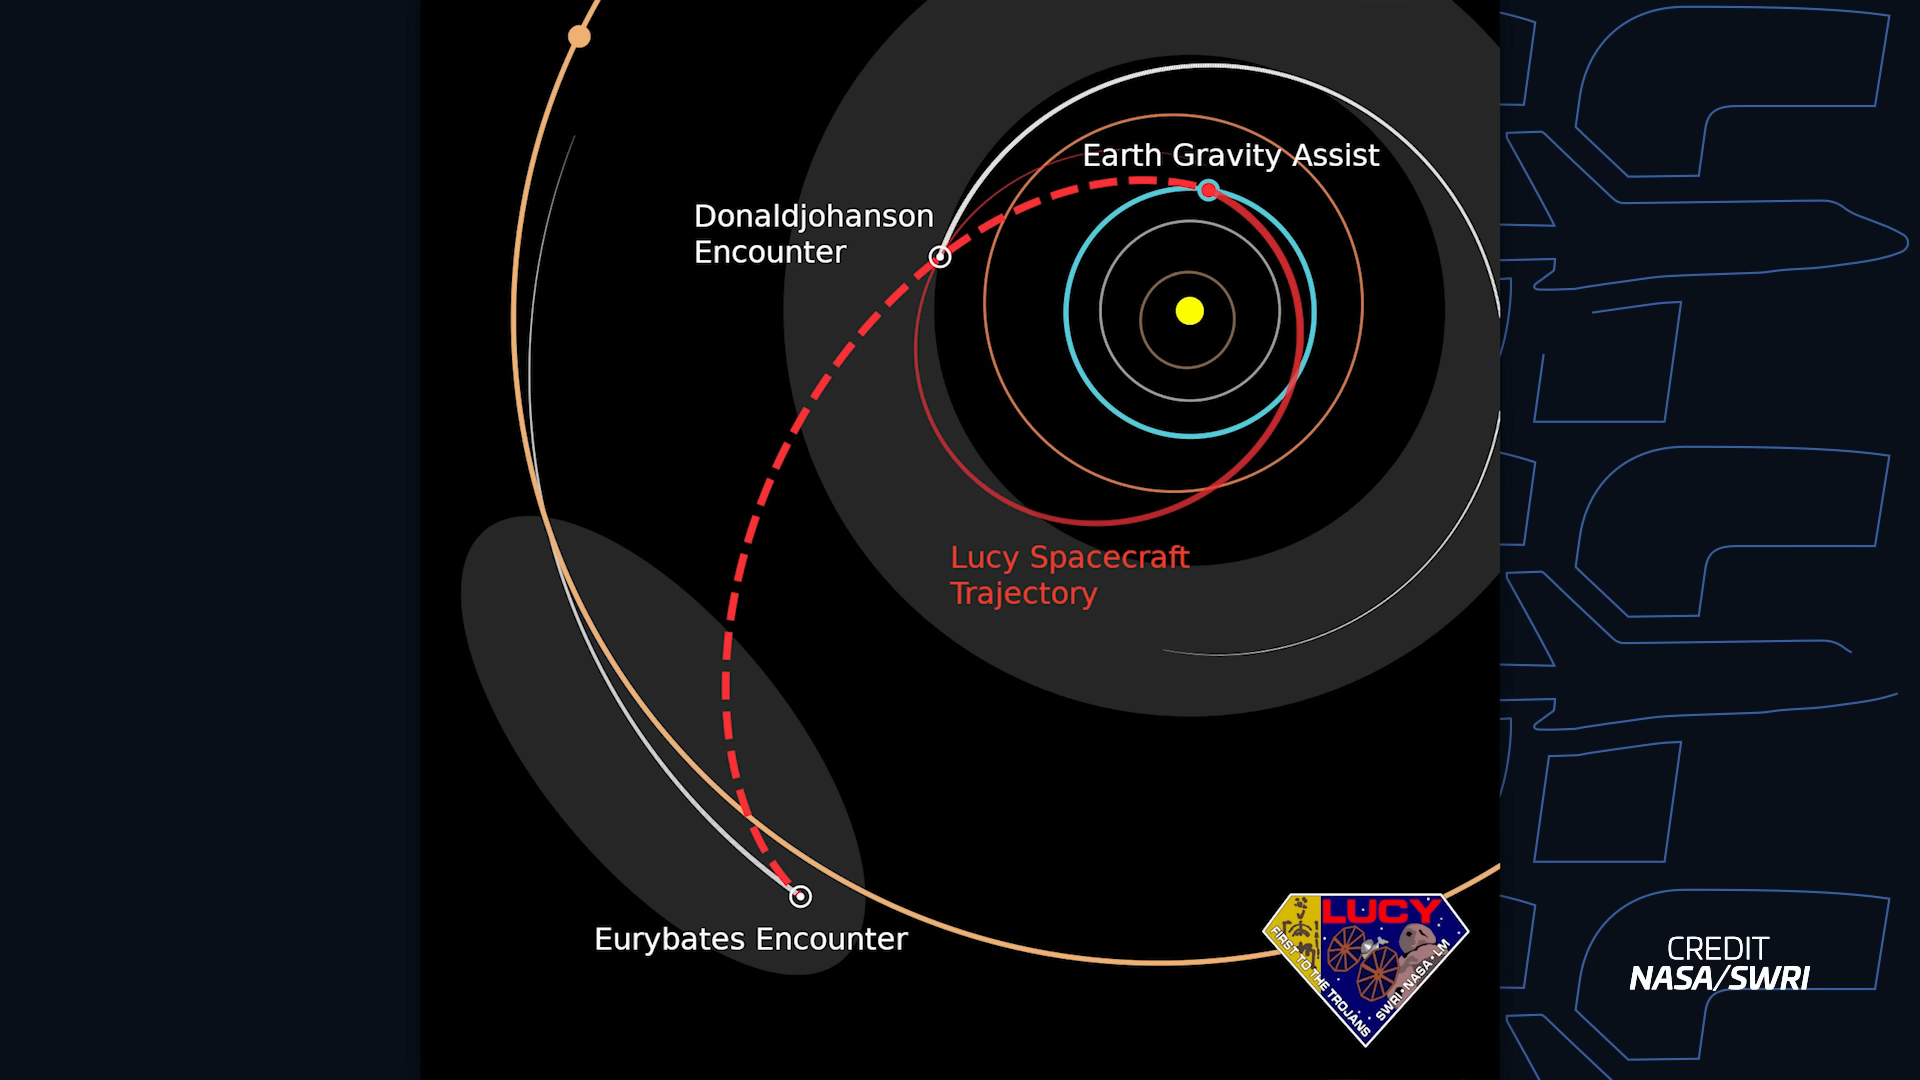 Earth Gravity Assist
Donaldjohanson
Encounter
Lucy Spacecraft
Trajectory
Eurybates Encounter
LUCY
FIRST TO THE TROJANS
SWRI • NASA • LM
CREDIT
NASA/SWRI